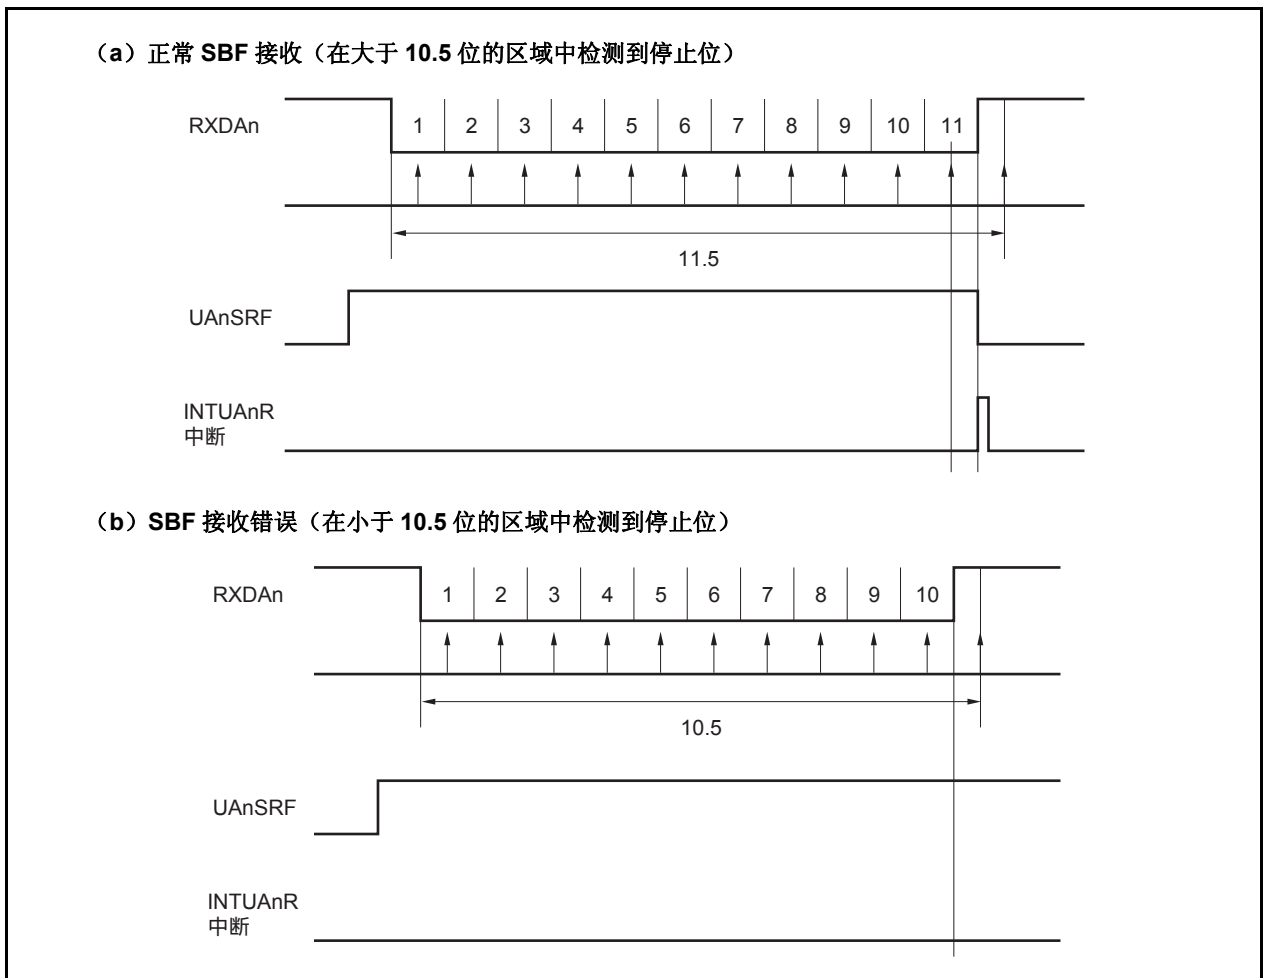 （a）正常 SBF 接收（在大于 10.5 位的区域中检测到停止位）
RXDAn
1 2 3 4 5 6 7 8 9 10 11
11.5
UAnSRF
INTUAnR
中断
（b）SBF 接收错误（在小于 10.5 位的区域中检测到停止位）
RXDAn
1 2 3 4 5 6 7 8 9 10
10.5
UAnSRF
INTUAnR
中断